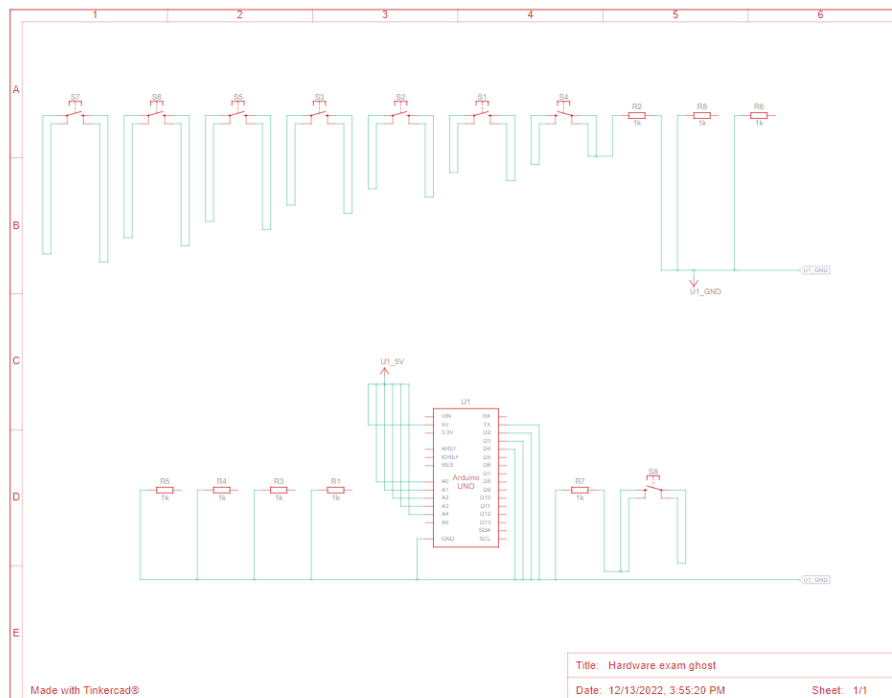 1 2 3 4 5 6
A
S7 S6 S5 S3 S2 S1 S4 R2 R8 R6
1k 1k 1k
B
U1_GND
U1_GND
C
U1_5V
U1
VIN RX
5V TX
3.3V D2
D3
AREF D4
IOREF D5
RES D6
D7
Arduino
UNO
A0 D8
A1 D9
A2 D10
A3 D11
A4 D12
A5 D13
SDA
GND SCL
D
R5 R4 R3 R1 R7 S8
1k 1k 1k 1k 1k
U1_GND
E
Title: Hardware exam ghost
Made with Tinkercad® Date: 12/13/2022, 3:55:20 PM Sheet: 1/1